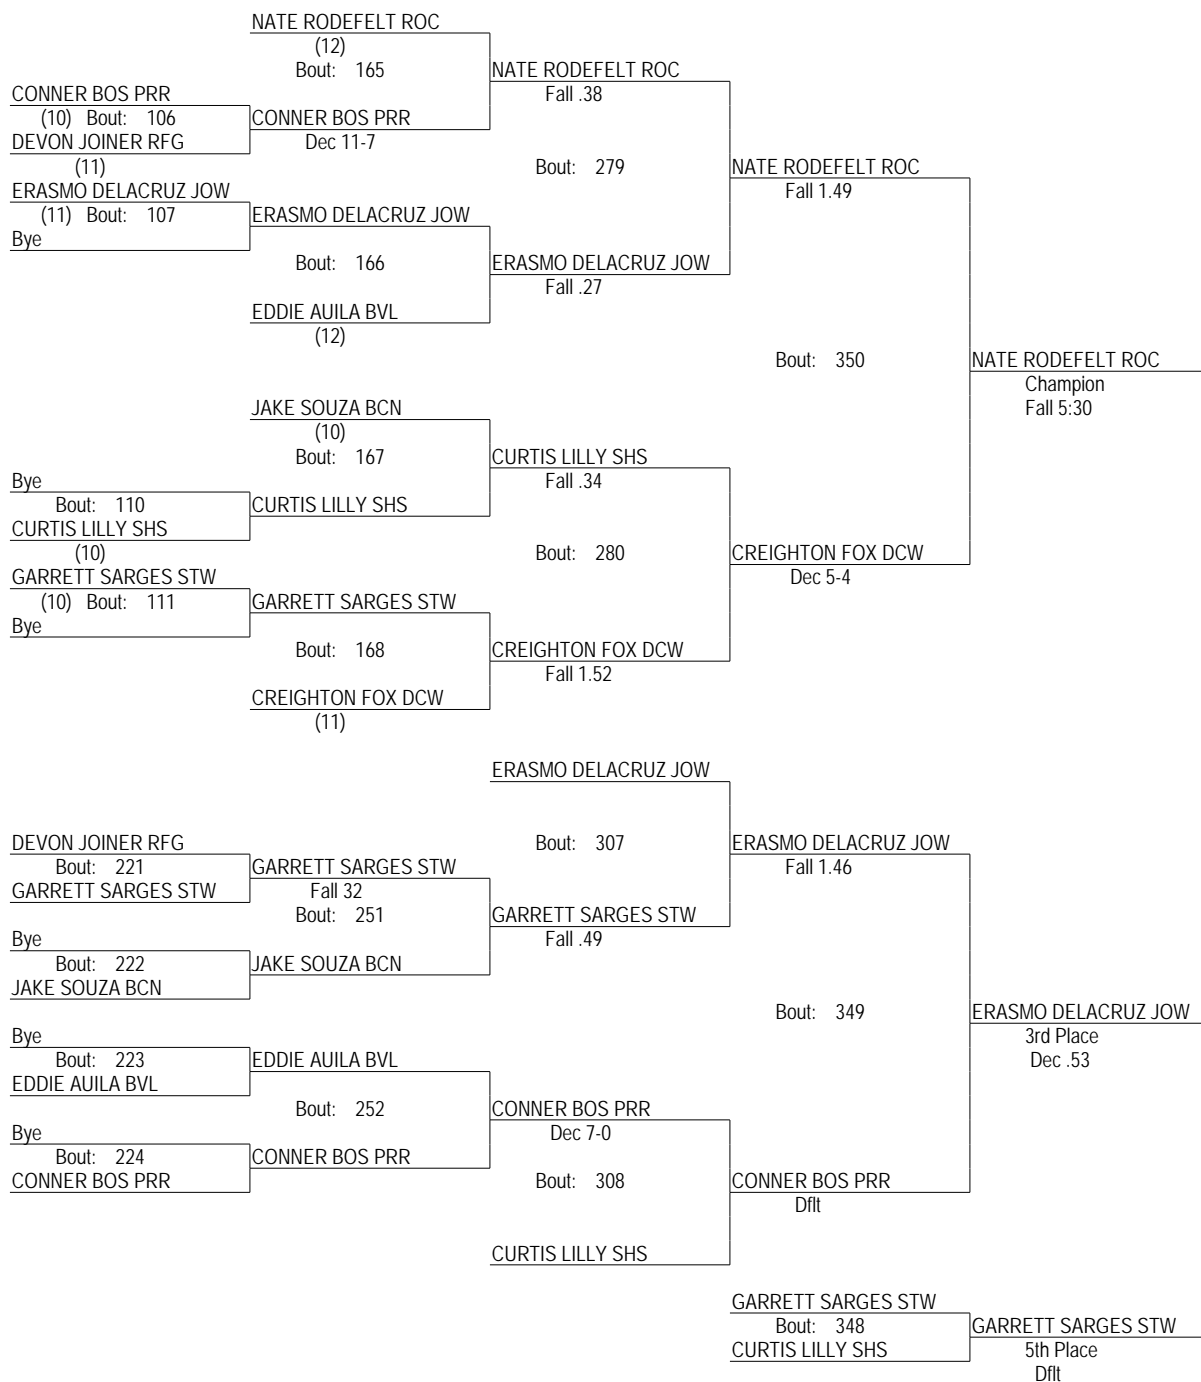 NATE RODEFELT ROC
(12)
Bout: 165
NATE RODEFELT ROC
Fall .38
CONNER BOS PRR
(10) Bout: 106
CONNER BOS PRR
DEVON JOINER RFG
Dec 11-7
(11)
Bout: 279
NATE RODEFELT ROC
Fall 1.49
ERASMO DELACRUZ JOW
(11) Bout: 107
ERASMO DELACRUZ JOW
Bye
Bout: 166
ERASMO DELACRUZ JOW
Fall .27
EDDIE AUILA BVL
(12)
Bout: 350
NATE RODEFELT ROC
Champion
Fall 5:30
JAKE SOUZA BCN
(10)
Bout: 167
CURTIS LILLY SHS
Fall .34
Bye
Bout: 110
CURTIS LILLY SHS
CURTIS LILLY SHS
(10)
Bout: 280
CREIGHTON FOX DCW
Dec 5-4
GARRETT SARGES STW
(10) Bout: 111
GARRETT SARGES STW
Bye
Bout: 168
CREIGHTON FOX DCW
Fall 1.52
CREIGHTON FOX DCW
(11)
ERASMO DELACRUZ JOW
Bout: 307
ERASMO DELACRUZ JOW
Fall 1.46
DEVON JOINER RFG
Bout: 221
GARRETT SARGES STW
GARRETT SARGES STW
Fall 32
Bout: 251
GARRETT SARGES STW
Fall .49
Bye
Bout: 222
JAKE SOUZA BCN
JAKE SOUZA BCN
Bout: 349
ERASMO DELACRUZ JOW
3rd Place
Dec .53
Bye
Bout: 223
EDDIE AUILA BVL
EDDIE AUILA BVL
Bout: 252
CONNER BOS PRR
Dec 7-0
Bye
Bout: 224
CONNER BOS PRR
CONNER BOS PRR
Bout: 308
CONNER BOS PRR
Dflt
CURTIS LILLY SHS
GARRETT SARGES STW
Bout: 348
GARRETT SARGES STW
CURTIS LILLY SHS
5th Place
Dflt